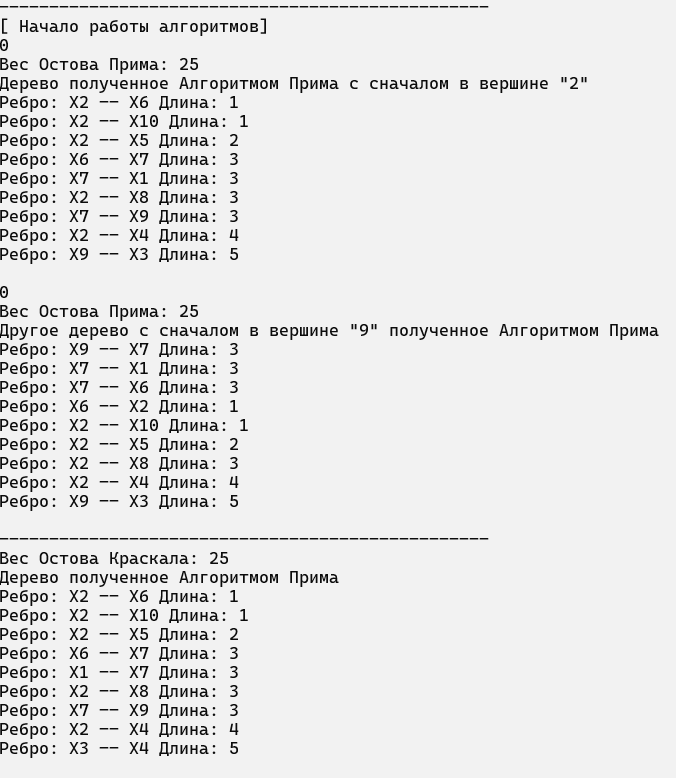 -------------------------------------------------
[ Начало работы алгоритмов]
0
Вес Остова Прима: 25
Дерево полученное Алгоритмом Прима с сначалом в вершине "2"
Ребро: X2 -- X6 Длина: 1
Ребро: X2 -- X10 Длина: 1
Ребро: X2 -- X5 Длина: 2
Ребро: X6 -- X7 Длина: 3
Ребро: X7 -- X1 Длина: 3
Ребро: X2 -- X8 Длина: 3
Ребро: X7 -- X9 Длина: 3
Ребро: X2 -- X4 Длина: 4
Ребро: X9 -- X3 Длина: 5

0
Вес Остова Прима: 25
Другое дерево с сначалом в вершине "9" полученное Алгоритмом Прима
Ребро: X9 -- X7 Длина: 3
Ребро: X7 -- X1 Длина: 3
Ребро: X7 -- X6 Длина: 3
Ребро: X6 -- X2 Длина: 1
Ребро: X2 -- X10 Длина: 1
Ребро: X2 -- X5 Длина: 2
Ребро: X2 -- X8 Длина: 3
Ребро: X2 -- X4 Длина: 4
Ребро: X9 -- X3 Длина: 5

-------------------------------------------------
Вес Остова Краскала: 25
Дерево полученное Алгоритмом Прима
Ребро: X2 -- X6 Длина: 1
Ребро: X2 -- X10 Длина: 1
Ребро: X2 -- X5 Длина: 2
Ребро: X6 -- X7 Длина: 3
Ребро: X1 -- X7 Длина: 3
Ребро: X2 -- X8 Длина: 3
Ребро: X7 -- X9 Длина: 3
Ребро: X2 -- X4 Длина: 4
Ребро: X3 -- X4 Длина: 5